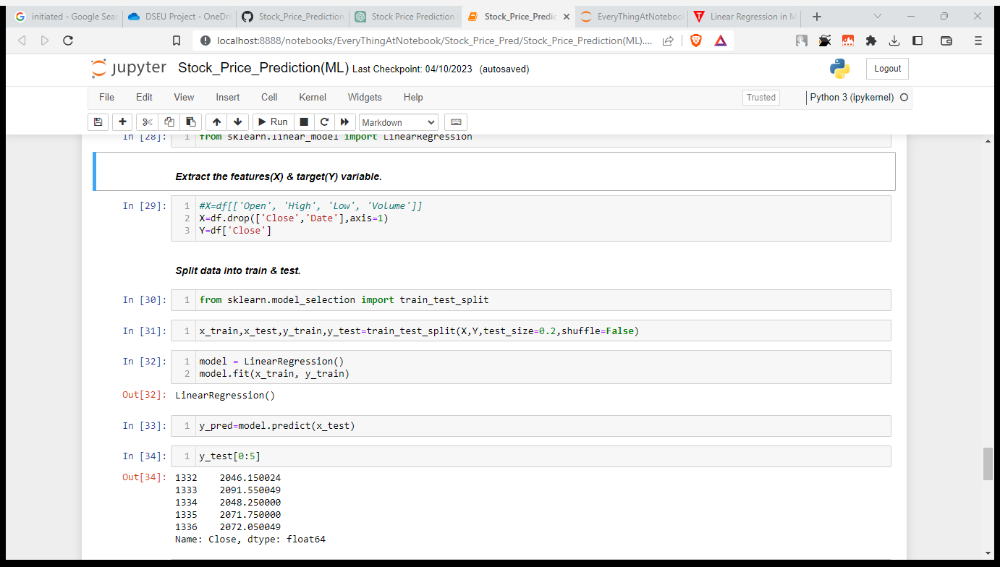 initiated - Google Sear
DSEU Project - OneDri
Stock_Price_Prediction
Stock Price Prediction
Stock_Price_Predic
EveryThingAtNotebool
Linear Regression in M
localhost:8888/notebooks/EveryThingAtNotebook/Stock_Price_Pred/Stock_Price_Prediction(ML)....
jupyter Stock_Price_Prediction(ML) Last Checkpoint: 04/10/2023 (autosaved)
Logout
File Edit View Insert Cell Kernel Widgets Help
Trusted
Python 3 (ipykernel)
Run
Markdown
In [28]: 1 from sklearn.linear_model import LinearRegression
Extract the features(X) & target(Y) variable.
In [29]: 1 #X=df[['Open', 'High', 'Low', 'Volume']]
2 X=df.drop(['Close','Date'],axis=1)
3 Y=df['Close']
Split data into train & test.
In [30]: 1 from sklearn.model_selection import train_test_split
In [31]: 1 x_train,x_test,y_train,y_test=train_test_split(X,Y,test_size=0.2,shuffle=False)
In [32]: 1 model = LinearRegression()
2 model.fit(x_train, y_train)
Out[32]: LinearRegression()
In [33]: 1 y_pred=model.predict(x_test)
In [34]: 1 y_test[0:5]
Out[34]: 1332 2046.150024
1333 2091.550049
1334 2048.250000
1335 2071.750000
1336 2072.050049
Name: Close, dtype: float64